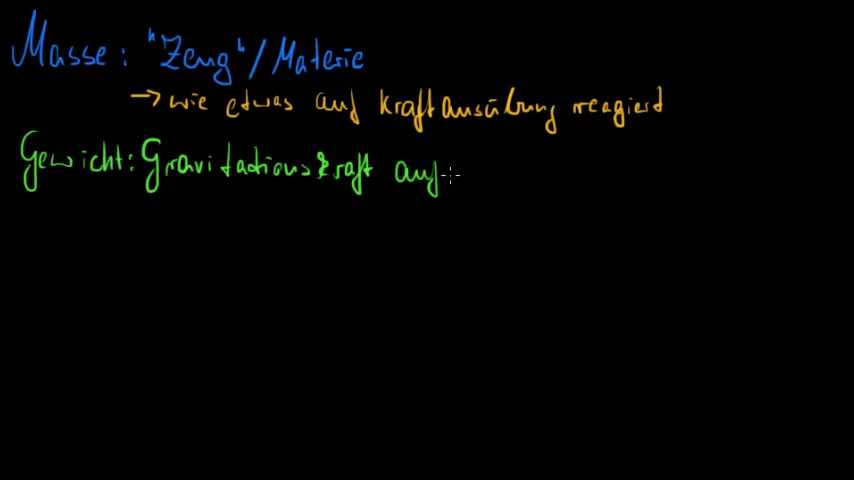 Masse: "Zeug"/Materie
→ wie etwas auf Kraftausübung reagiert
Gewicht: Gravitationskraft auf